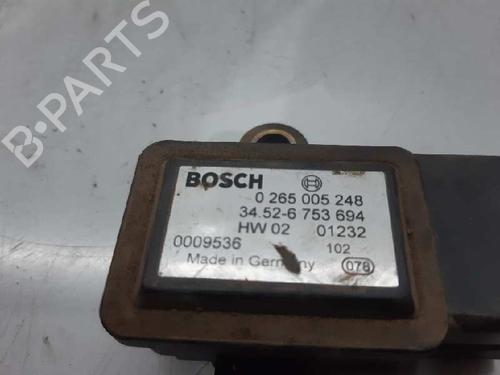 B-PARTS
BOSCH
0 265 005 248
34.52-6 753 694
HW 02 01232
0009536 102
Made in Germany 078